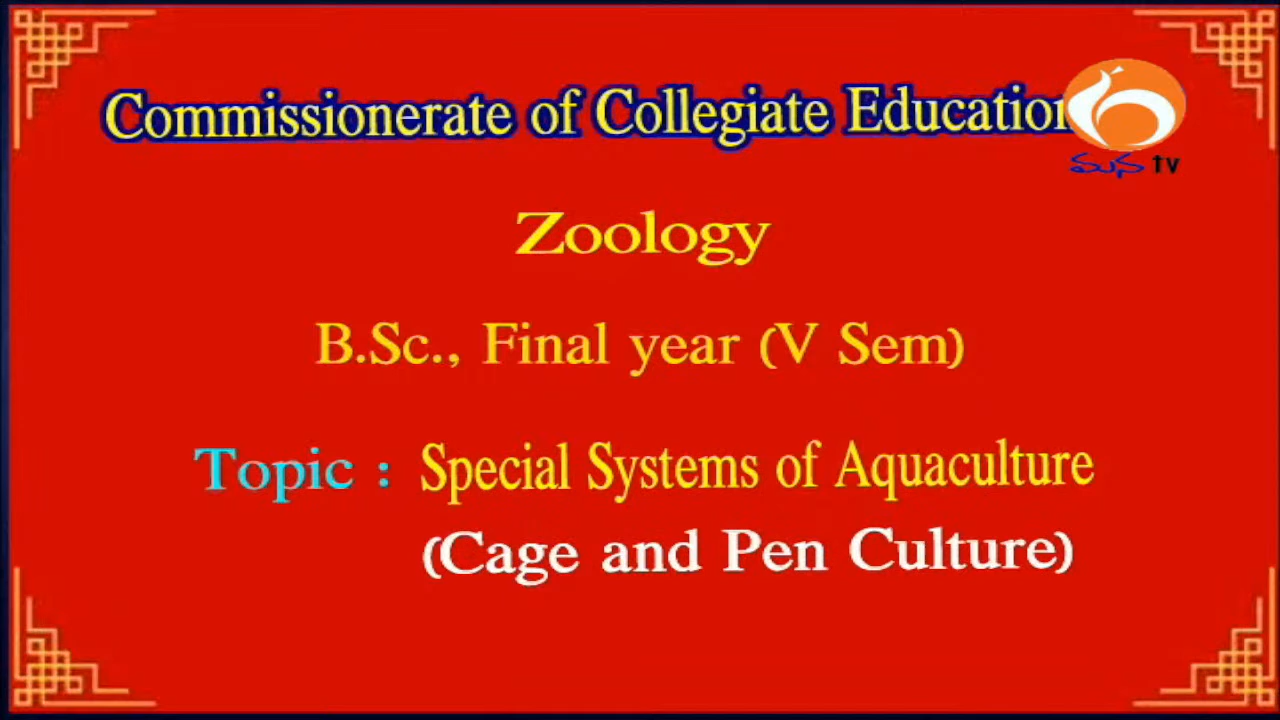 Commissionerate of Collegiate Education
మన tv
Zoology
B.Sc., Final year (V Sem)
Topic : Special Systems of Aquaculture
(Cage and Pen Culture)